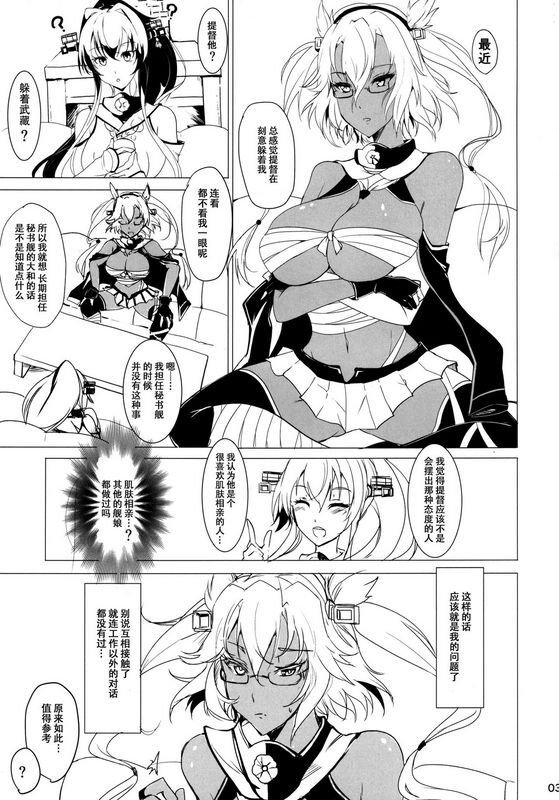 最近
总感觉提督在
刻意躲着我
?
?
提督他?
躲着武藏?
连看
都不看我
一眼呢
所以我就想 长期担任
秘书舰的大和的话
是不是知道点什么
嗯……
我担任秘书舰
的时候
并没有这种事
我觉得提督应该不是
会摆出那种态度的人
我认为他是个
很喜欢肌肤相亲
的人…
肌肤相亲…?
其他的舰娘
都做过吗
这样的话
应该就是我的问题了
别说互相接触了
就连工作以外的对话
都没有过…
原来如此…
值得参考
?
03